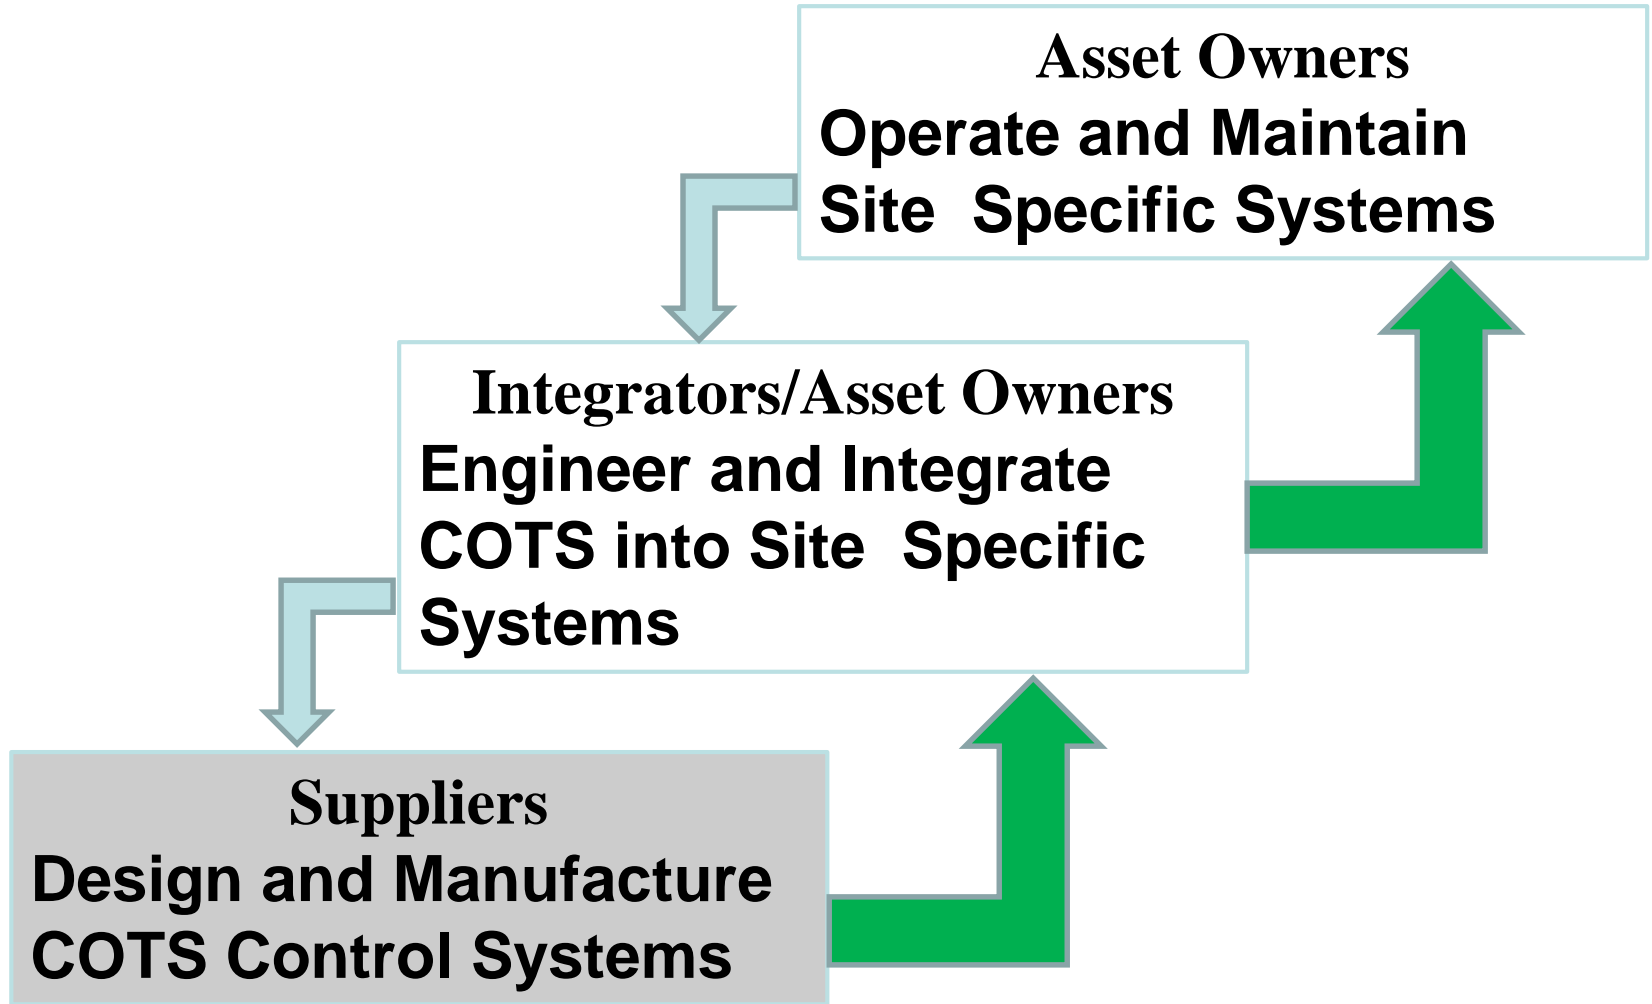 Asset Owners
Operate and Maintain
Site  Specific Systems
Integrators/Asset Owners
Engineer and Integrate
COTS into Site  Specific
Systems
Suppliers
Design and Manufacture
COTS Control Systems